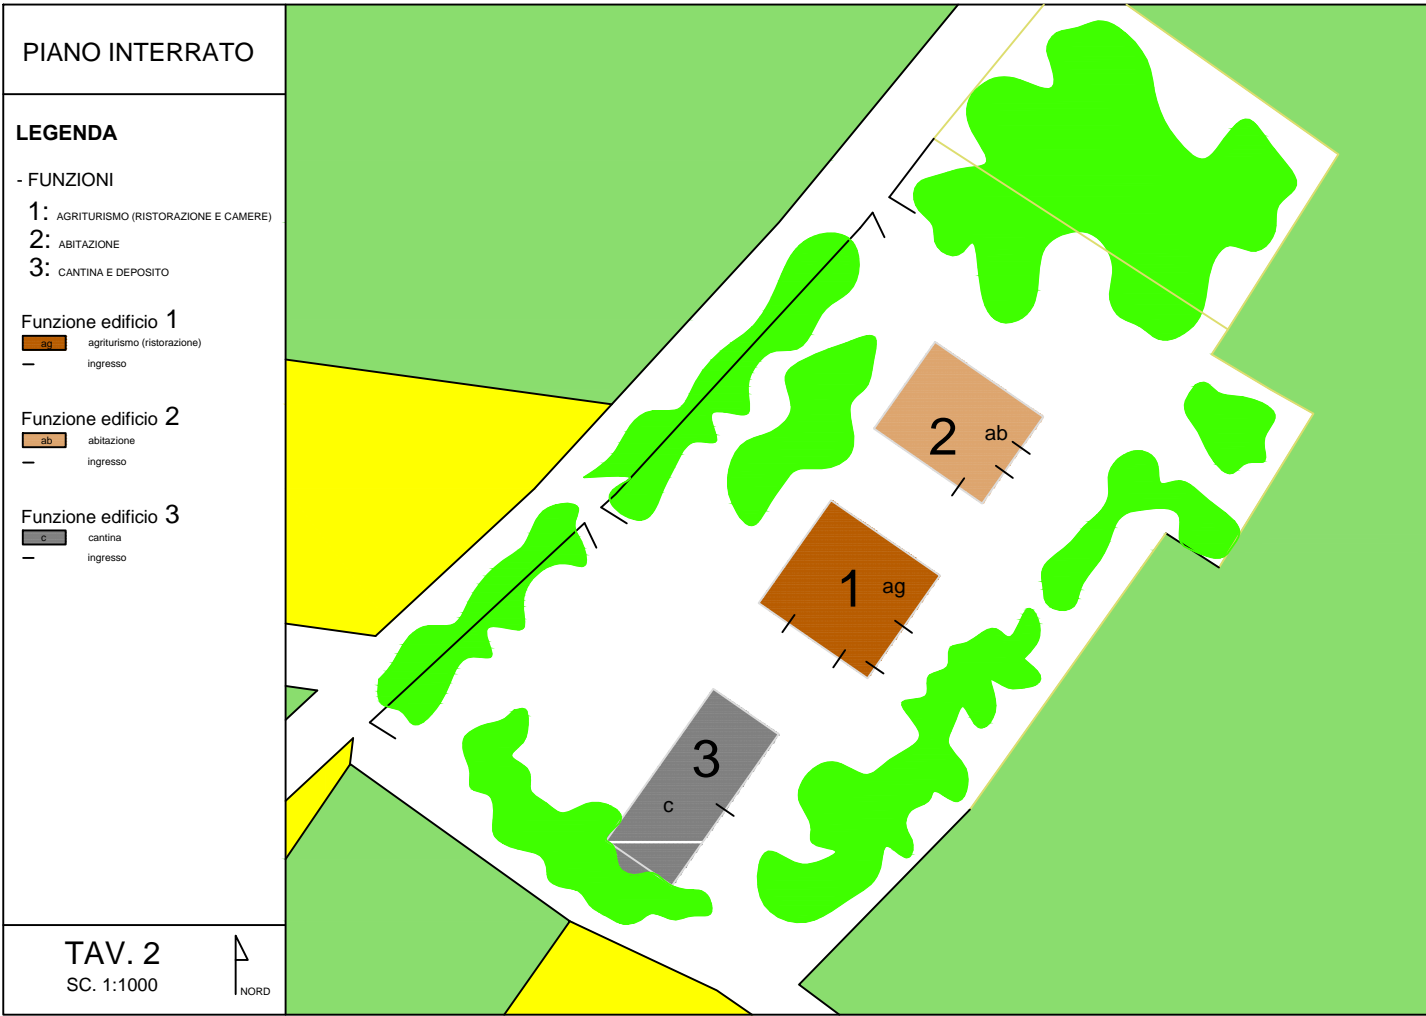 PIANO INTERRATO
LEGENDA
- FUNZIONI
1: AGRITURISMO (RISTORAZIONE E CAMERE)
2: ABITAZIONE
3: CANTINA E DEPOSITO
Funzione edificio 1
ag agriturismo (ristorazione)
ingresso
Funzione edificio 2
ab abitazione
ingresso
Funzione edificio 3
c cantina
ingresso
TAV. 2
SC. 1:1000
NORD
2 ab
1 ag
3
c